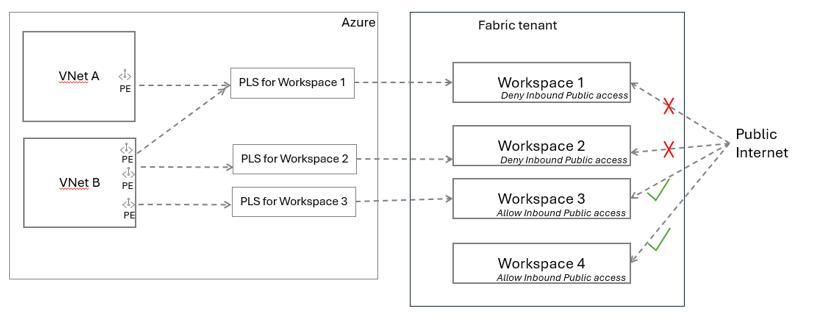 Azure
Fabric tenant
VNet A
PE
PLS for Workspace 1
Workspace 1
Deny Inbound Public access
VNet B
PE
PE
PE
PLS for Workspace 2
Workspace 2
Deny Inbound Public access
Public
Internet
PLS for Workspace 3
Workspace 3
Allow Inbound Public access
Workspace 4
Allow Inbound Public access